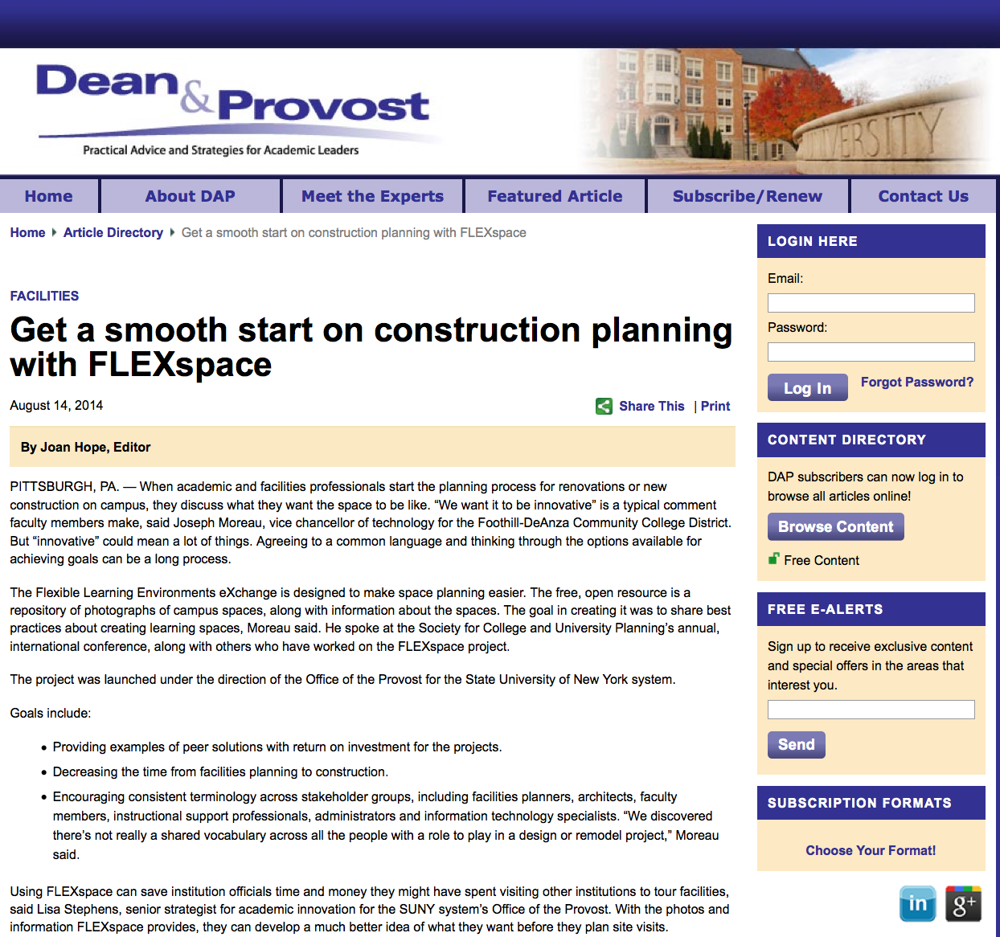 Dean & Provost
Practical Advice and Strategies for Academic Leaders
UNIVERSITY
Home
About DAP
Meet the Experts
Featured Article
Subscribe/Renew
Contact Us
Home
Article Directory
Get a smooth start on construction planning with FLEXspace
FACILITIES
Get a smooth start on construction planning
with FLEXspace
August 14, 2014
Share This | Print
By Joan Hope, Editor
PITTSBURGH, PA. — When academic and facilities professionals start the planning process for renovations or new
construction on campus, they discuss what they want the space to be like. “We want it to be innovative” is a typical comment
faculty members make, said Joseph Moreau, vice chancellor of technology for the Foothill-DeAnza Community College District.
But “innovative” could mean a lot of things. Agreeing to a common language and thinking through the options available for
achieving goals can be a long process.
The Flexible Learning Environments eXchange is designed to make space planning easier. The free, open resource is a
repository of photographs of campus spaces, along with information about the spaces. The goal in creating it was to share best
practices about creating learning spaces, Moreau said. He spoke at the Society for College and University Planning’s annual,
international conference, along with others who have worked on the FLEXspace project.
The project was launched under the direction of the Office of the Provost for the State University of New York system.
Goals include:
• Providing examples of peer solutions with return on investment for the projects.
• Decreasing the time from facilities planning to construction.
• Encouraging consistent terminology across stakeholder groups, including facilities planners, architects, faculty
members, instructional support professionals, administrators and information technology specialists. “We discovered
there’s not really a shared vocabulary across all the people with a role to play in a design or remodel project,” Moreau
said.
Using FLEXspace can save institution officials time and money they might have spent visiting other institutions to tour facilities,
said Lisa Stephens, senior strategist for academic innovation for the SUNY system’s Office of the Provost. With the photos and
information FLEXspace provides, they can develop a much better idea of what they want before they plan site visits.
LOGIN HERE
Email:
Password:
Log In
Forgot Password?
CONTENT DIRECTORY
DAP subscribers can now log in to
browse all articles online!
Browse Content
Free Content
FREE E-ALERTS
Sign up to receive exclusive content
and special offers in the areas that
interest you.
Send
SUBSCRIPTION FORMATS
Choose Your Format!
in
g+